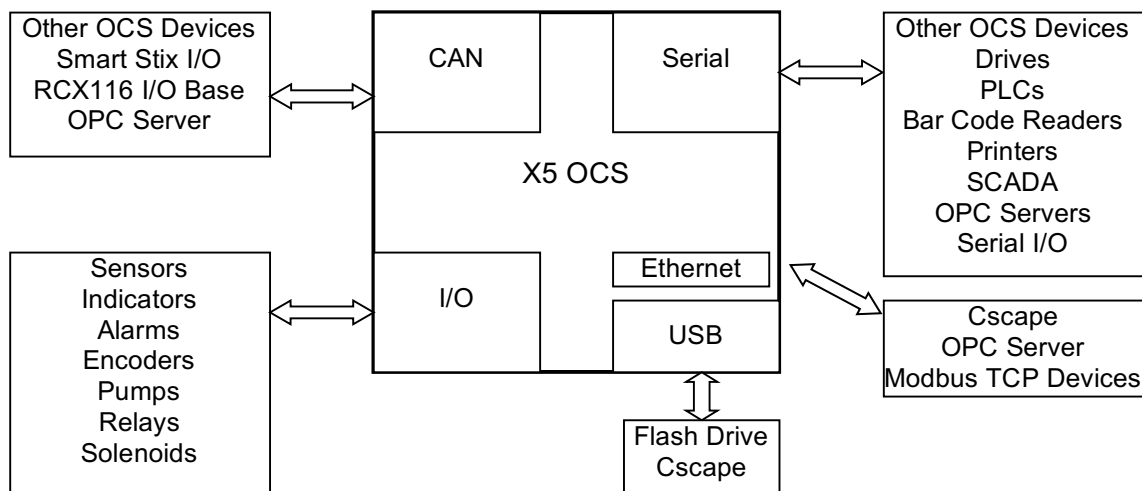 Other OCS Devices
Smart Stix I/O
RCX116 I/O Base
OPC Server
CAN
Serial
X5 OCS
I/O
Ethernet
USB
Other OCS Devices
Drives
PLCs
Bar Code Readers
Printers
SCADA
OPC Servers
Serial I/O
Sensors
Indicators
Alarms
Encoders
Pumps
Relays
Solenoids
Cscape
OPC Server
Modbus TCP Devices
Flash Drive
Cscape